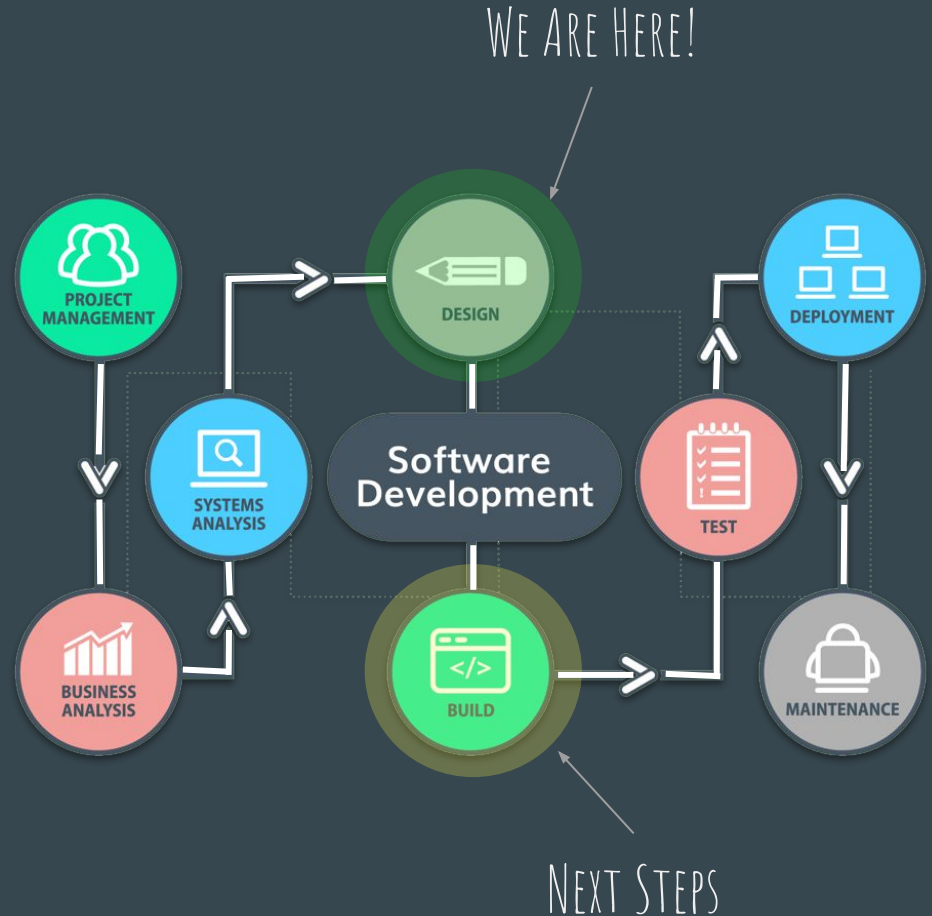 WE ARE HERE!
PROJECT
MANAGEMENT
DESIGN
DEPLOYMENT
SYSTEMS
ANALYSIS
Software
Development
TEST
BUSINESS
ANALYSIS
</>
BUILD
MAINTENANCE
NEXT STEPS